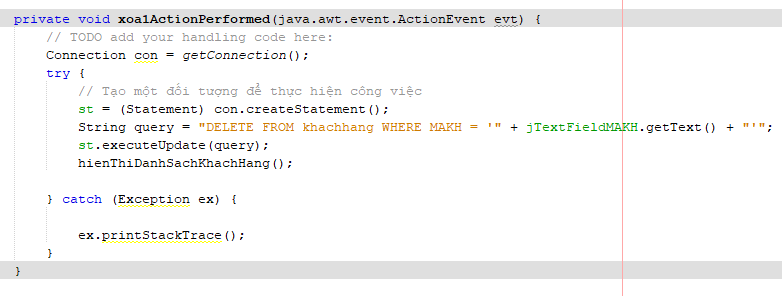 private void xoa1ActionPerformed(java.awt.event.ActionEvent evt) {
// TODO add your handling code here:
Connection con = getConnection();
try {
// Tạo một đối tượng để thực hiện công việc
st = (Statement) con.createStatement();
String query = "DELETE FROM khachhang WHERE MAKH = '" + jTextFieldMAKH.getText() + "'";
st.executeUpdate(query);
hienThiDanhSachKhachHang();
} catch (Exception ex) {
ex.printStackTrace();
}
}